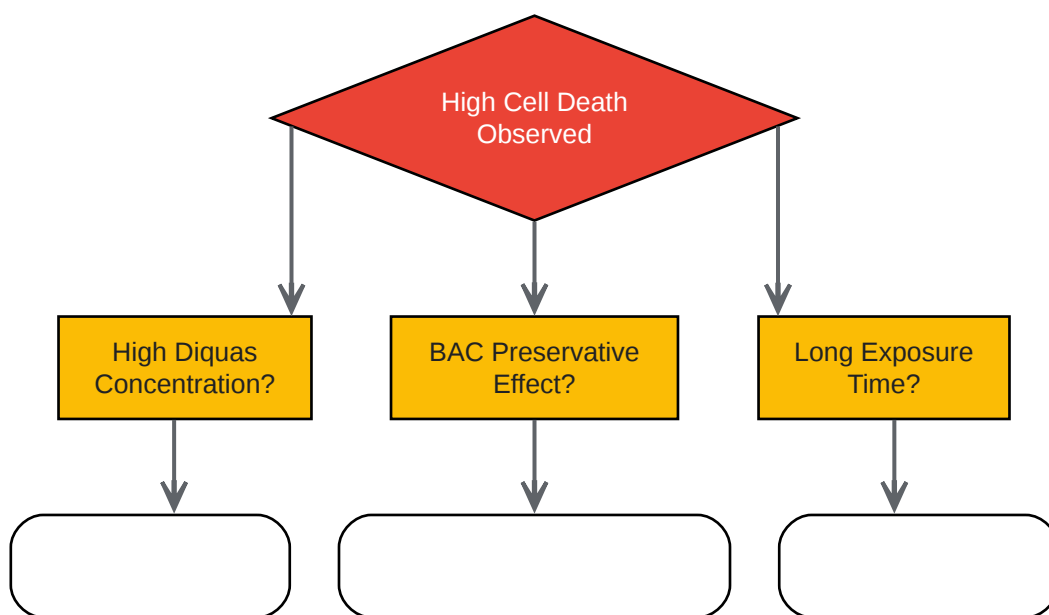 High Cell Death
Observed
High Diquas
Concentration?
BAC Preservative
Effect?
Long Exposure
Time?